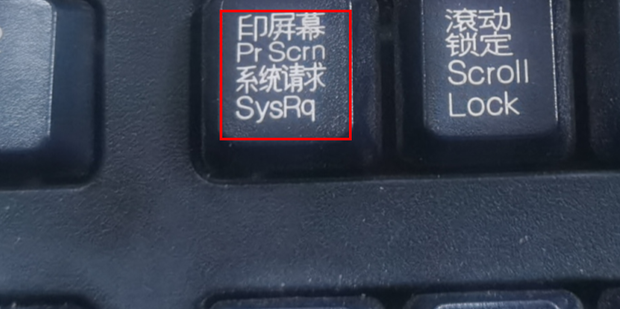 印屏幕
Pr Scrn
系统请求
SysRq
滚动
锁定
Scroll
Lock